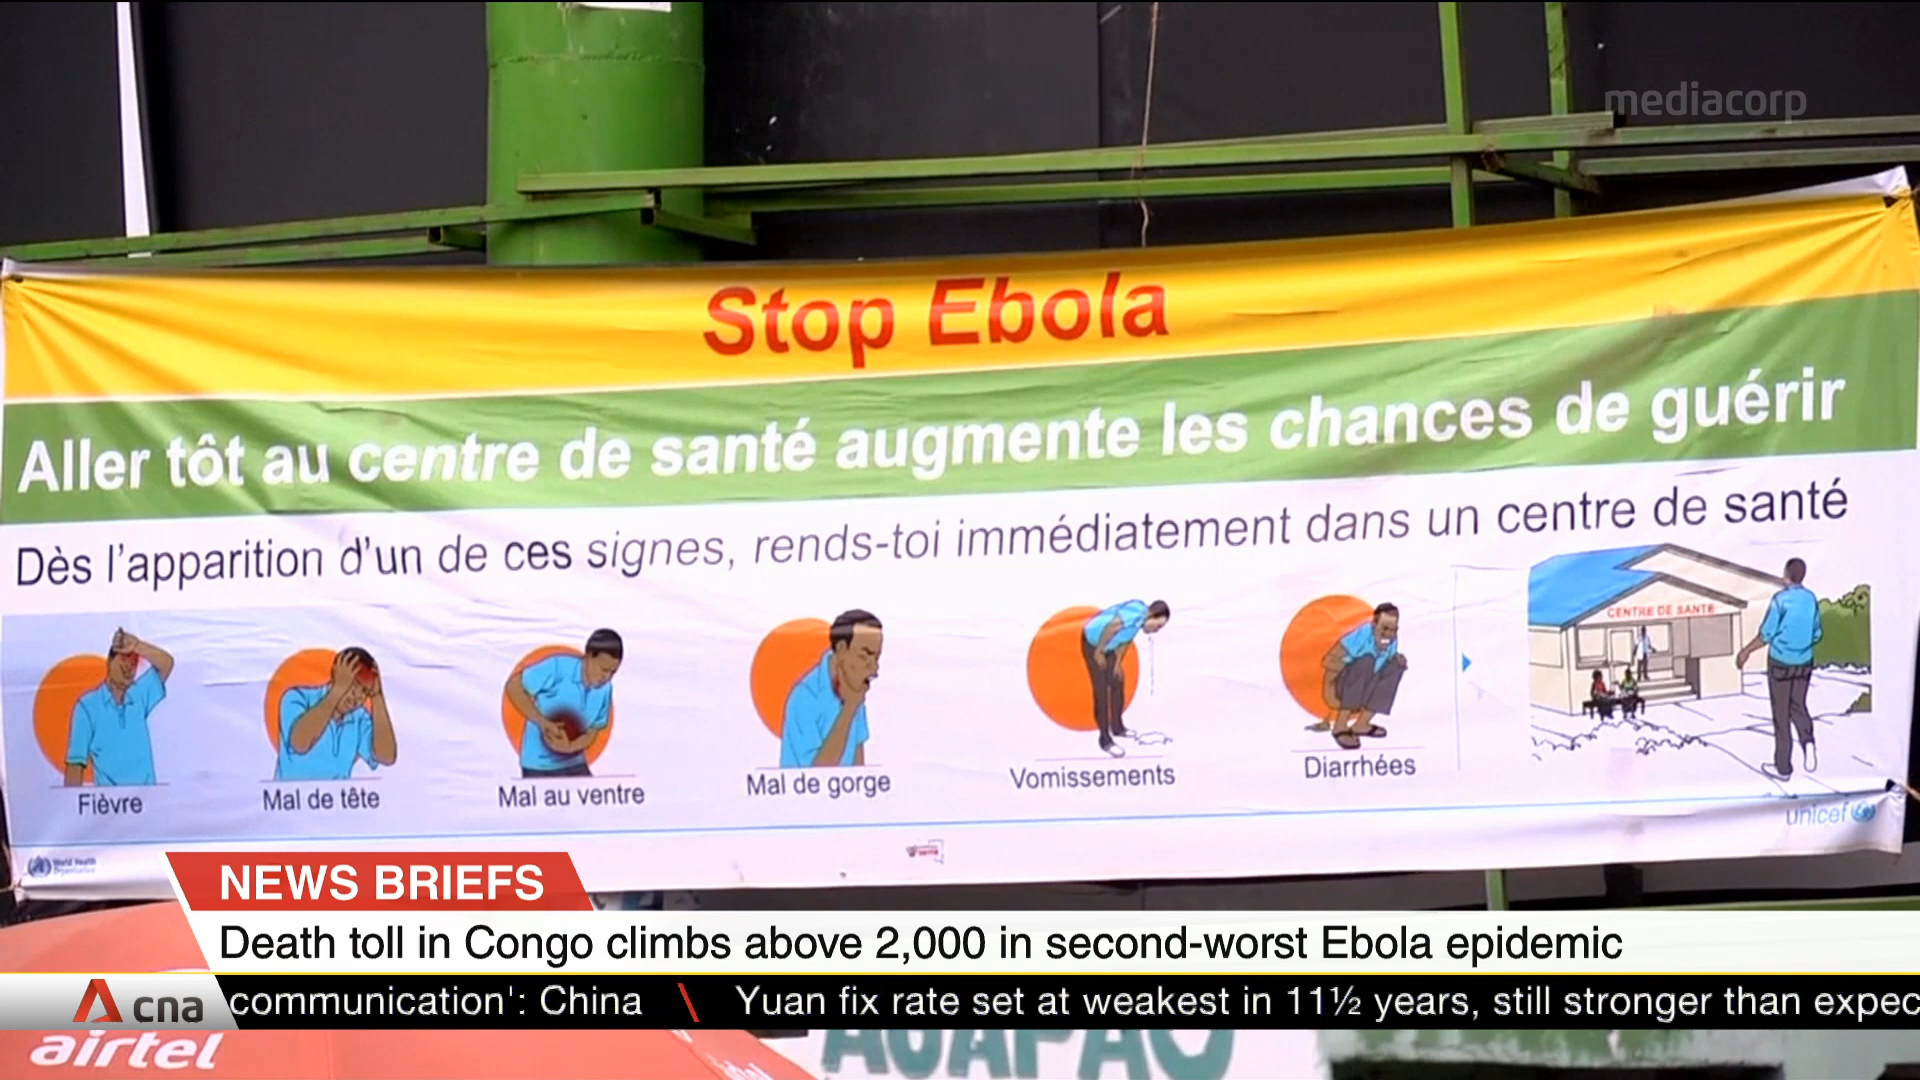 mediacorp
Stop Ebola
Aller tôt au centre de santé augmente les chances de guérir
Dès l'apparition d'un de ces signes, rends-toi immédiatement dans un centre de santé
CENTRE DE SANTE
Fièvre
Mal de tête
Mal au ventre
Mal de gorge
Vomissements
Diarrhées
World Health
Organization
unicef
NEWS BRIEFS
Death toll in Congo climbs above 2,000 in second-worst Ebola epidemic
cna
communication': China \ Yuan fix rate set at weakest in 11½ years, still stronger than expec
airtel